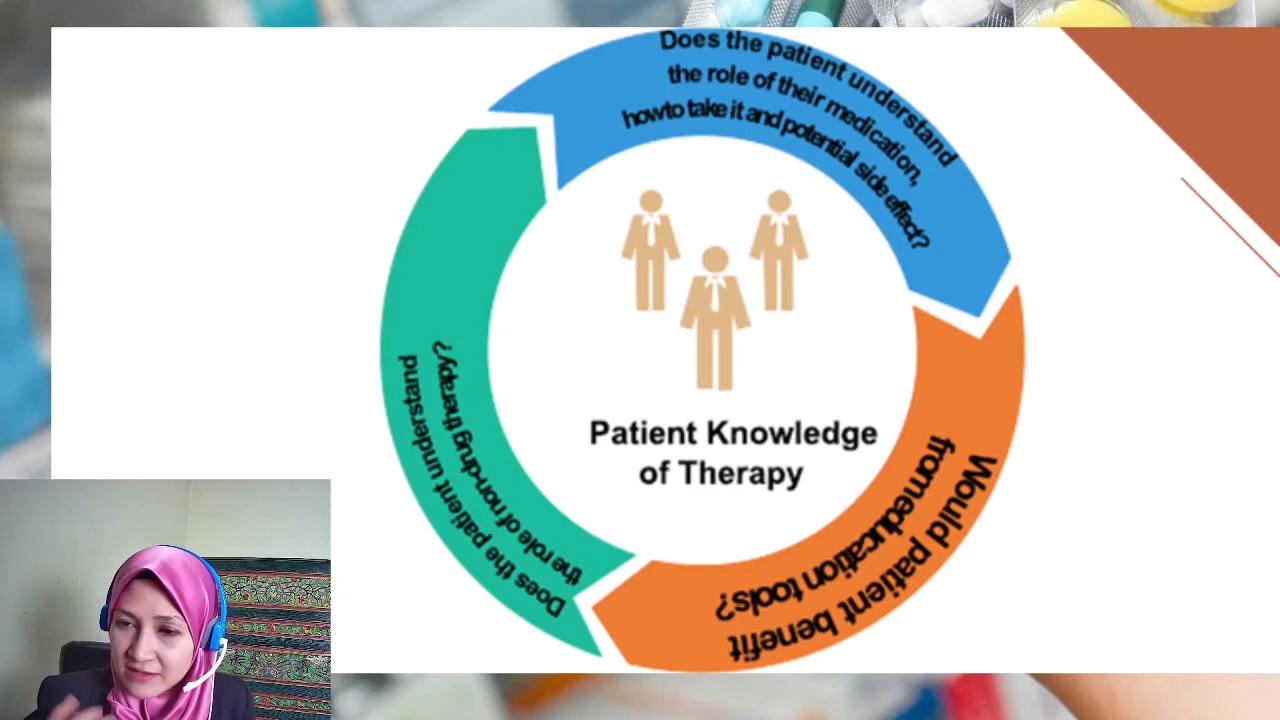 Does the patient understand
the role of their medication,
how to take it and potential side effect?
Would patient benefit
from education tools?
Does the patient understand
the role of non-drug therapy?
Patient Knowledge
of Therapy